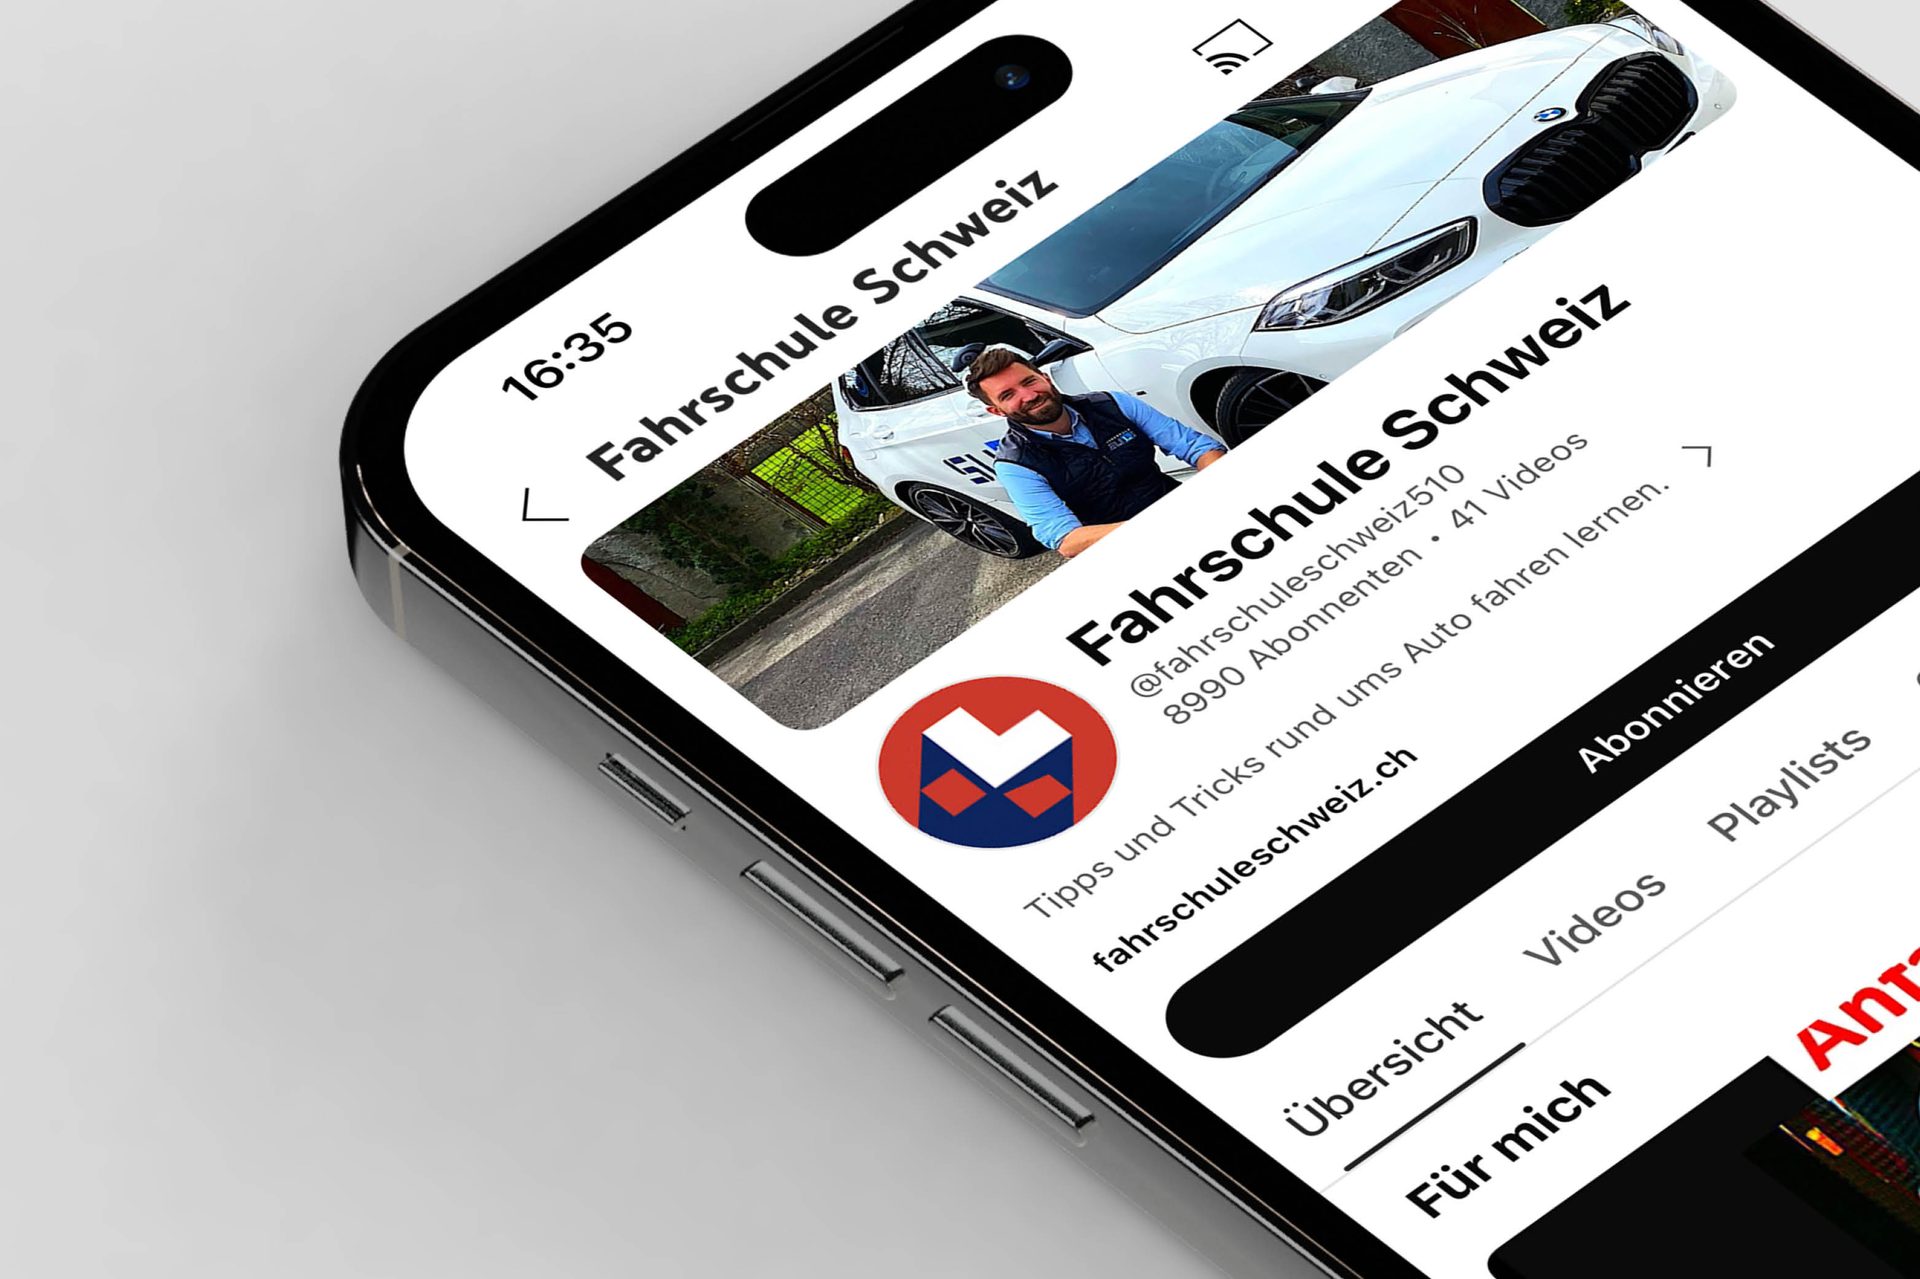 16:35
Fahrschule Schweiz
Fahrschule Schweiz
@fahrschuleschweiz510
8990 Abonnenten • 41 Videos
Tipps und Tricks rund ums Auto fahren lernen.
fahrschuleschweiz.ch
Abonnieren
Übersicht
Videos
Playlists
Für mich